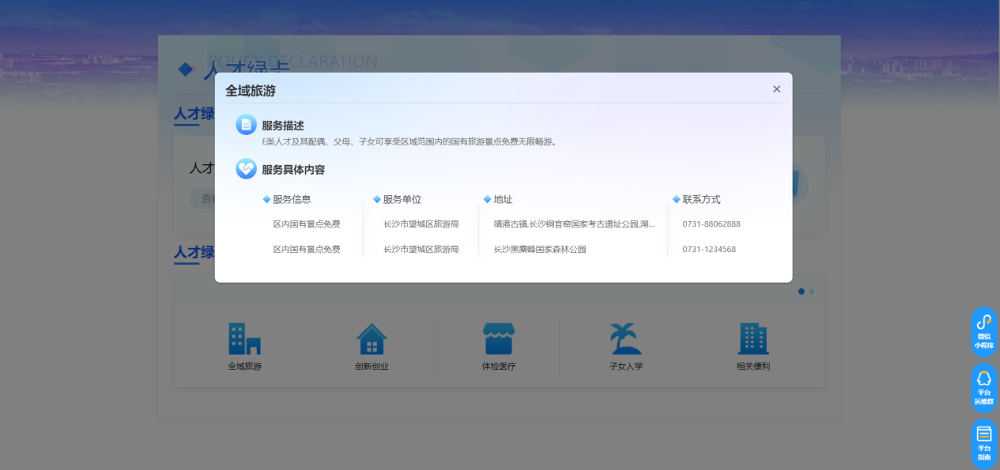 POLICY DECLARATION
人才绿卡
全域旅游
人才绿
服务描述
E类人才及其配偶、父母、子女可享受区域范围内的国有旅游景点免费无限畅游。
人才
服务具体内容
服务信息 服务单位 地址 联系方式
区内国有景点免费 长沙市望城区旅游局 靖港古镇,长沙铜官窑国家考古遗址公园,湖... 0731-88062888
区内国有景点免费 长沙市望城区旅游局 长沙黑麋峰国家森林公园 0731-1234568
人才绿
全域旅游 创新创业 体检医疗 子女入学 相关便利
微信
小程序
平台
运维群
平台
指南